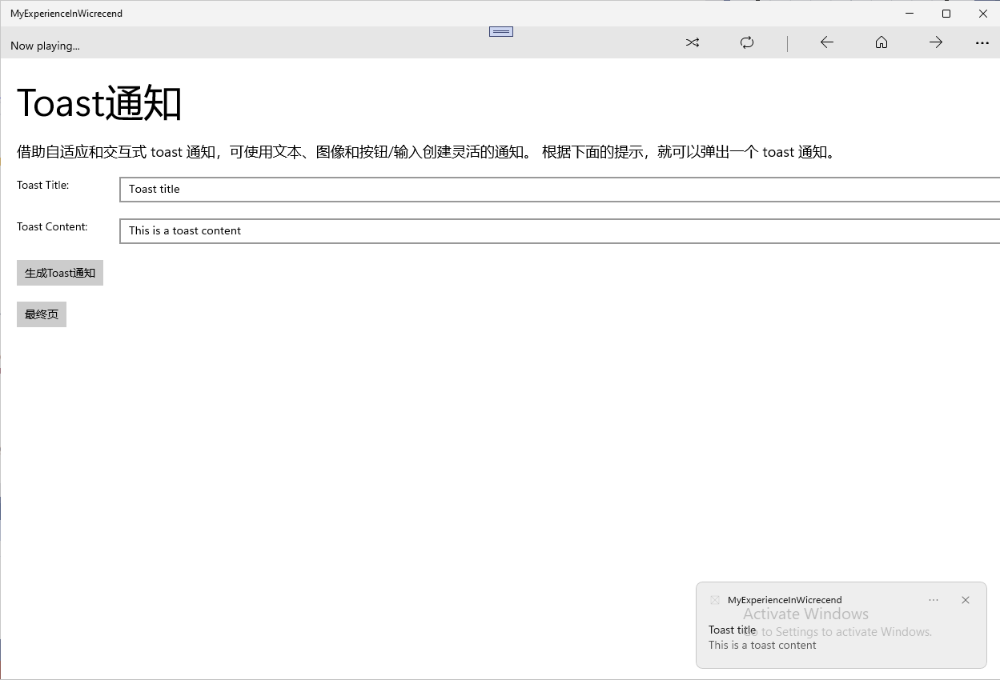 MyExperienceInWicrecend
Now playing...
Toast通知
借助自适应和交互式 toast 通知，可使用文本、图像和按钮/输入创建灵活的通知。 根据下面的提示，就可以弹出一个 toast 通知。
Toast Title:
Toast title
Toast Content:
This is a toast content
生成Toast通知
最终页
MyExperienceInWicrecend
Activate Windows
Toast title
Go to Settings to activate Windows.
This is a toast content